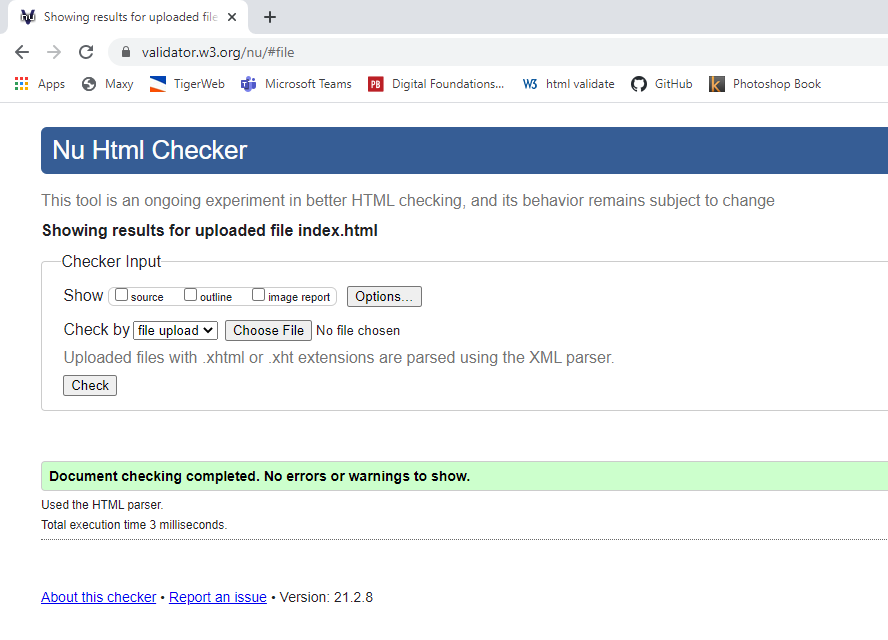 Showing results for uploaded file
validator.w3.org/nu/#file
Apps Maxy TigerWeb Microsoft Teams PB Digital Foundations... W3 html validate GitHub k Photoshop Book
Nu Html Checker
This tool is an ongoing experiment in better HTML checking, and its behavior remains subject to change
Showing results for uploaded file index.html
Checker Input
Show source outline image report Options...
Check by file upload Choose File No file chosen
Uploaded files with .xhtml or .xht extensions are parsed using the XML parser.
Check
Document checking completed. No errors or warnings to show.
Used the HTML parser.
Total execution time 3 milliseconds.
About this checker • Report an issue • Version: 21.2.8